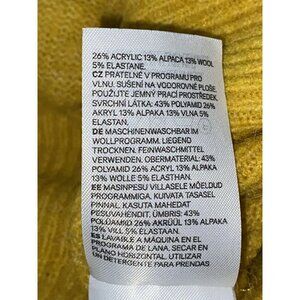 26% ACRYLIC 13% ALPACA 13% WOOL
5% ELASTANE.
CZ PRATELNÉ V PROGRAMU PRO
VLNU. SUŠENÍ NA VODOROVNÉ PLOŠE.
POUŽIJTE JEMNÝ PRACÍ PROSTŘEDEK.
SVRCHNÍ LÁTKA: 43% POLYAMID 26%
AKRYL 13% ALPAKA 13% VLNA 5%
ELASTAN.
DE MASCHINENWASCHBAR IM
WOLLPROGRAMM. LIEGEND
TROCKNEN. FEINWASCHMITTEL
VERWENDEN. OBERMATERIAL: 43%
POLYAMID 26% ACRYL 13% ALPAKA
13% WOLLE 5% ELASTHAN.
EE MASINPESU VILLASELE MÕELDUD
PROGRAMMIGA. KUIVATA TASASEL
PINNAL. KASUTA MAHEDAT
PESUVAHENDIT. ÜMBRIS: 43%
POLÜAMIID 26% AKRÜÜL 13% ALPAKA
13% VILL 5% ELASTAAN.
ES LAVABLE A MÁQUINA EN EL
PROGRAMA DE LANA. SECAR EN
PLANO HORIZONTAL. UTILIZAR
UN DETERGENTE PARA PRENDAS